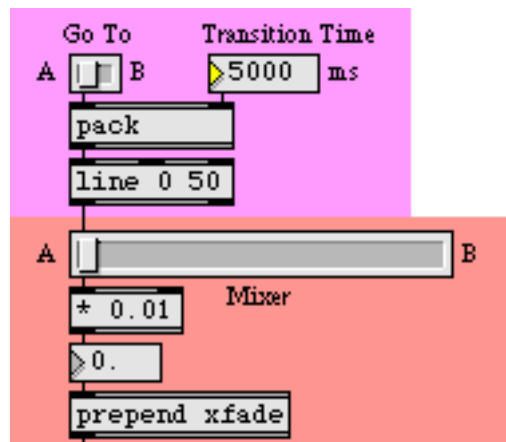 Go To Transition Time
A B 5000 ms
pack
line 0 50
A B
Mixer
* 0.01
0.
prepend xfade